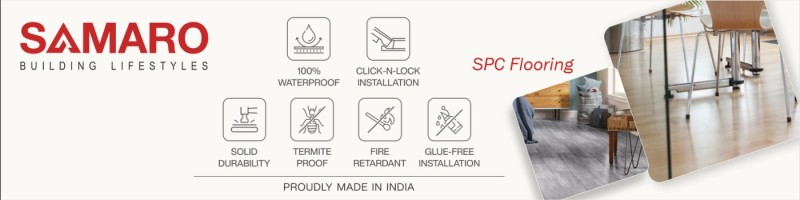 SAMARO
BUILDING LIFESTYLES
100%
WATERPROOF
CLICK-N-LOCK
INSTALLATION
SPC Flooring
SOLID
DURABILITY
TERMITE
PROOF
FIRE
RETARDANT
GLUE-FREE
INSTALLATION
PROUDLY MADE IN INDIA